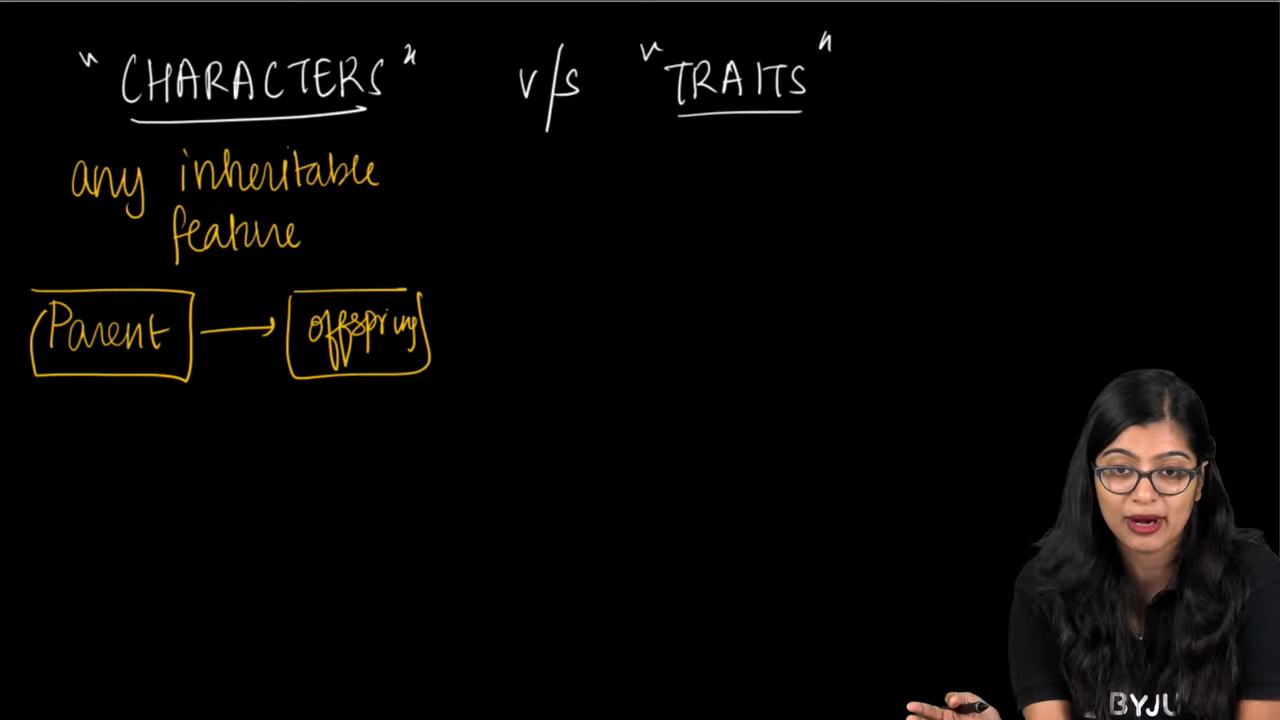 "CHARACTERS" v/s "TRAITS"
any inheritable
feature
Parent → offspring
BYJU